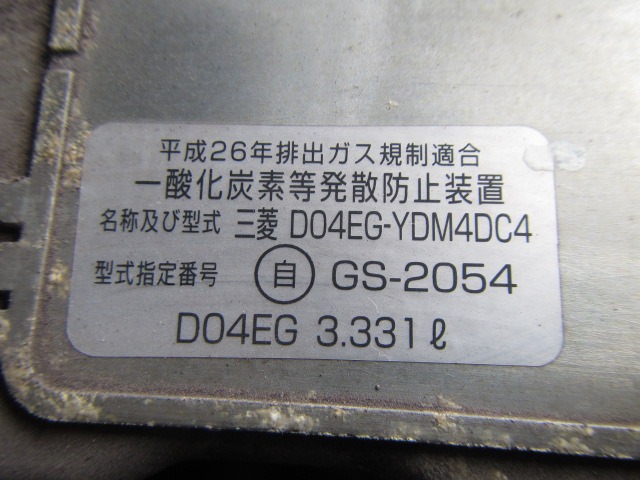 平成26年排出ガス規制適合
一酸化炭素等発散防止装置
名称及び型式 三菱 D04EG-YDM4DC4
型式指定番号 自 GS-2054
D04EG 3.331ℓ